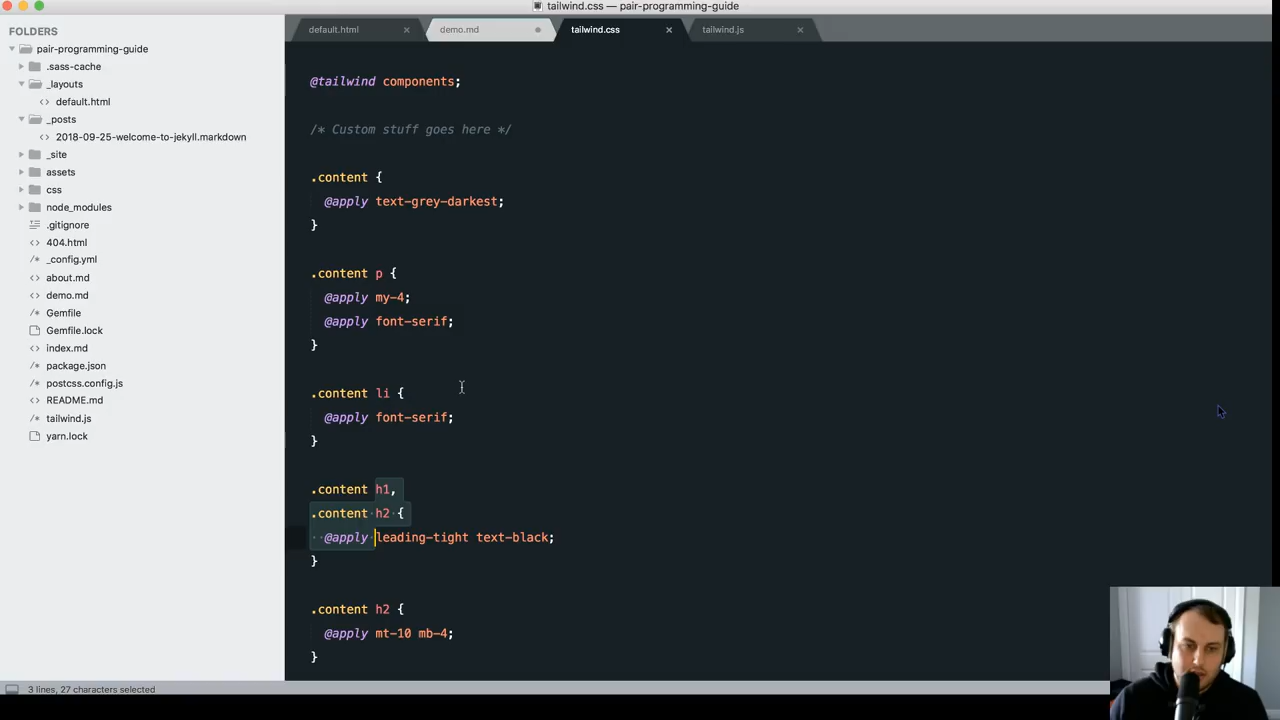 tailwind.css — pair-programming-guide
FOLDERS
pair-programming-guide
.sass-cache
_layouts
default.html
_posts
2018-09-25-welcome-to-jekyll.markdown
_site
assets
css
node_modules
.gitignore
404.html
_config.yml
about.md
demo.md
Gemfile
Gemfile.lock
index.md
package.json
postcss.config.js
README.md
tailwind.js
yarn.lock
default.html × demo.md tailwind.css × tailwind.js ×
@tailwind components;
/* Custom stuff goes here */
.content {
@apply text-grey-darkest;
}
.content p {
@apply my-4;
@apply font-serif;
}
.content li {
@apply font-serif;
}
.content h1,
.content h2 {
@apply leading-tight text-black;
}
.content h2 {
@apply mt-10 mb-4;
}
3 lines, 27 characters selected